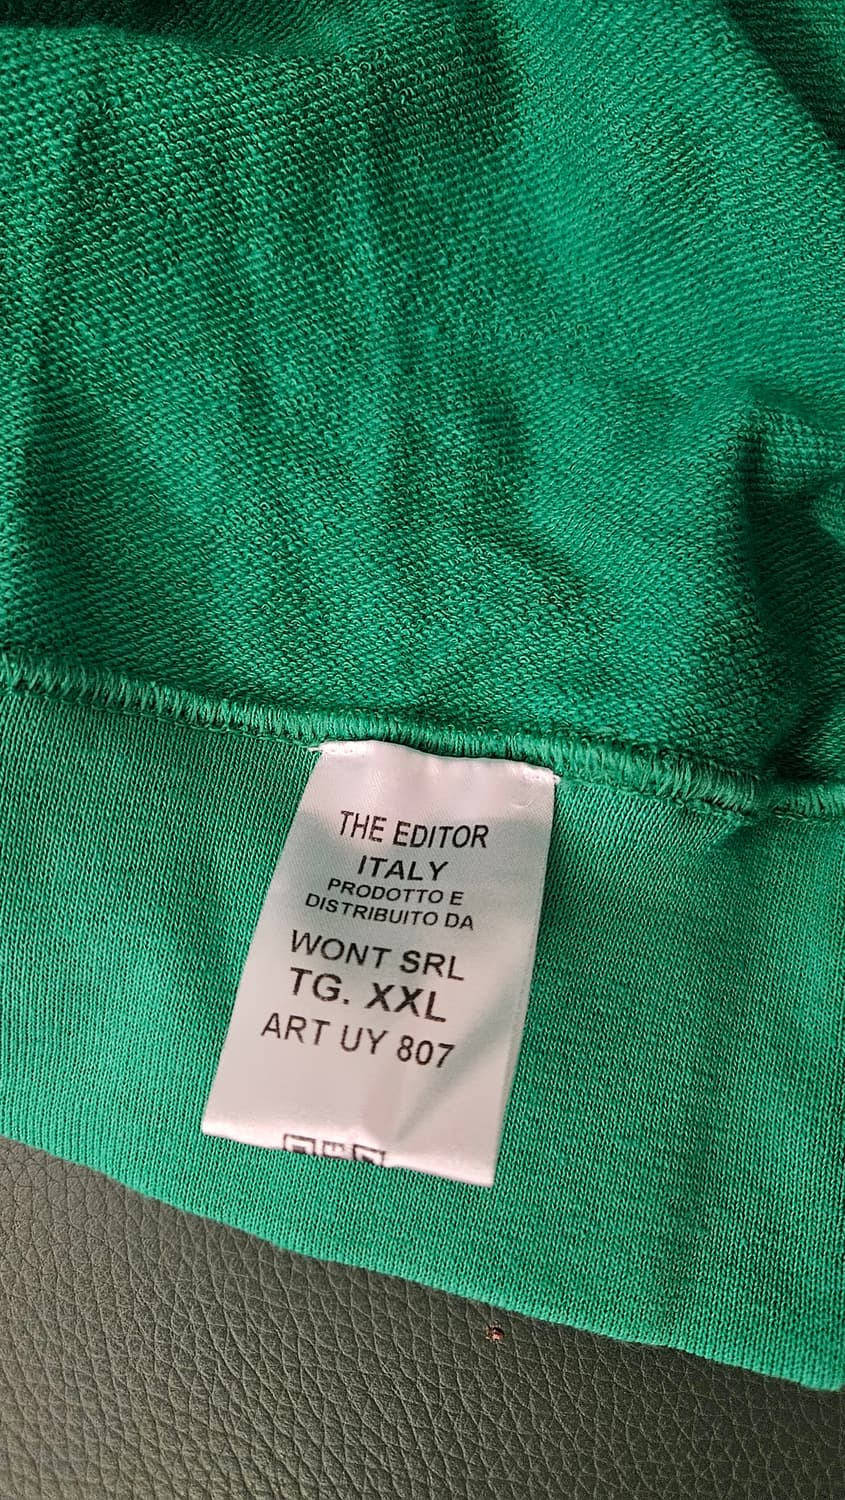 THE EDITOR
ITALY
PRODOTTO E
DISTRIBUITO DA
WONT SRL
TG. XXL
ART UY 807